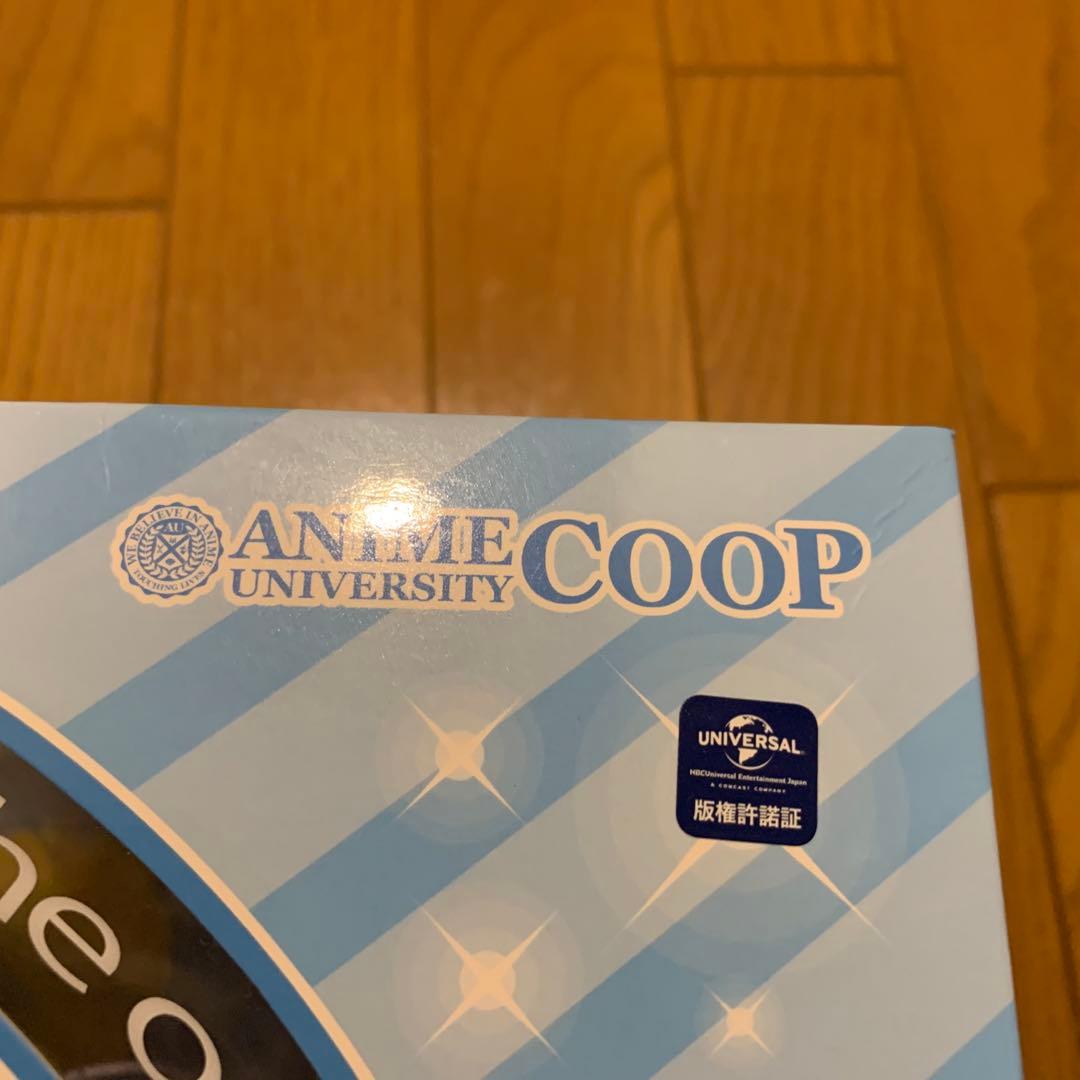 WE BELIEVE IN ANIME
AU
TOUCHING LIVES
ANIME
UNIVERSITY
COOP
UNIVERSAL
NBCUniversal Entertainment Japan
A COMCAST COMPANY
版権許諾証
ne o